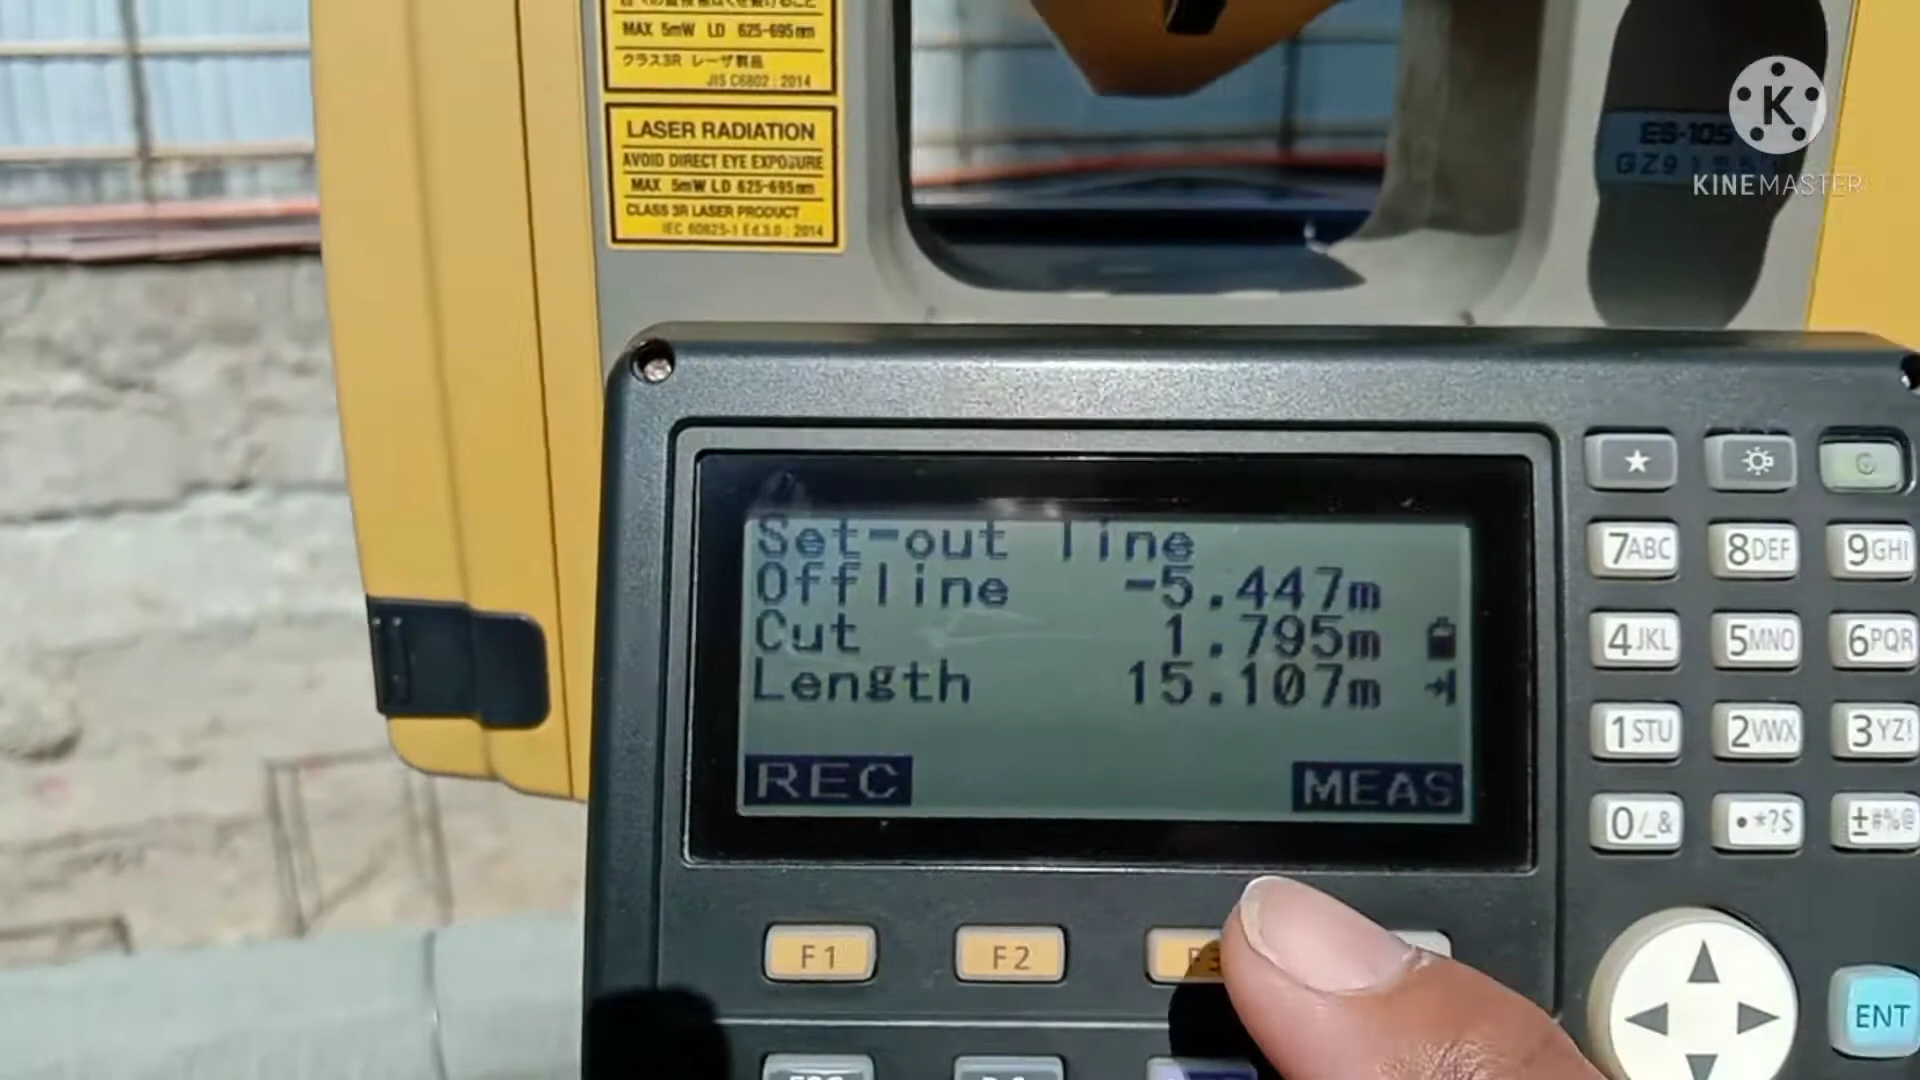 MAX 5mW LD 625-695nm
クラス3R レーザ製品
JIS C6802 : 2014
LASER RADIATION
AVOID DIRECT EYE EXPOSURE
MAX 5mW LD 625-695nm
CLASS 3R LASER PRODUCT
IEC 60825-1 Ed.3.0 : 2014
ES-105
K
KINEMASTER
Set-out line
Offline -5.447m
Cut 1.795m
Length 15.107m
REC MEAS
7ABC 8DEF 9GHI
4JKL 5MNO 6PQR
1STU 2VWX 3YZ!
0/_& •*?$ ±#%@
F1 F2 F3
ENT